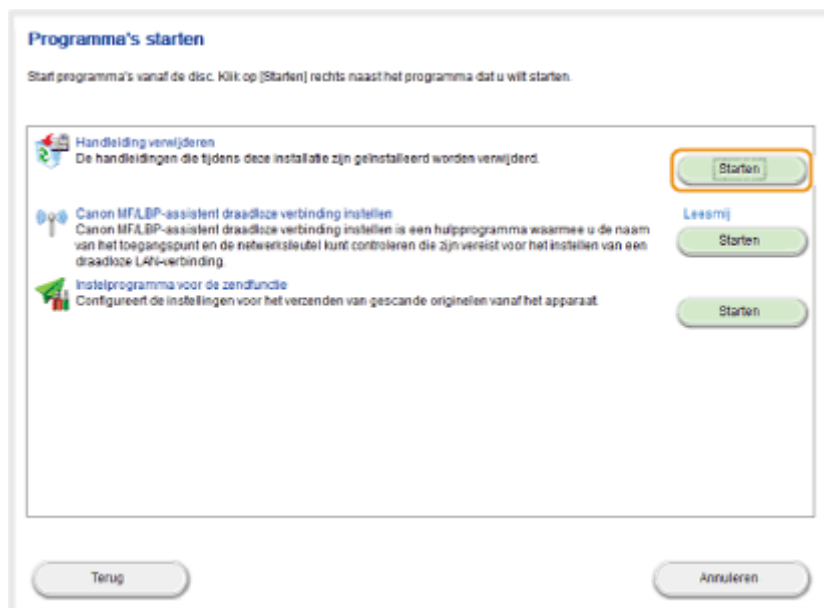 Programma's starten
Start programma's vanaf de disc. Klik op [Starten] rechts naast het programma dat u wilt starten.
Handleiding verwijderen
De handleidingen die tijdens deze installatie zijn geïnstalleerd worden verwijderd.
Starten
Canon MF/LBP-assistent draadloze verbinding instellen
Leesmij
Canon MF/LBP-assistent draadloze verbinding instellen is een hulpprogramma waarmee u de naam
van het toegangspunt en de netwerksleutel kunt controleren die zijn vereist voor het instellen van een
draadloze LAN-verbinding.
Starten
Instelprogramma voor de zendfunctie
Configureert de instellingen voor het verzenden van gescande originelen vanaf het apparaat.
Starten
Terug
Annuleren